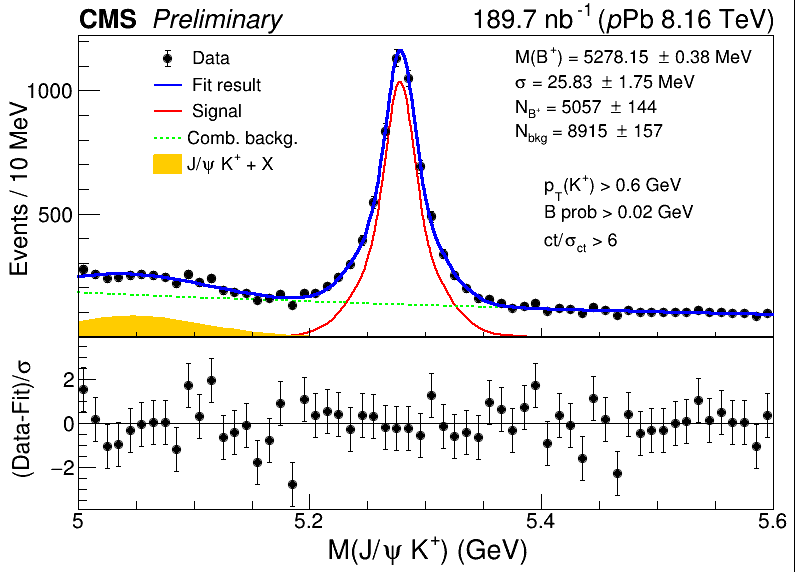 CMS Preliminary 189.7 nb⁻¹ (pPb 8.16 TeV)
Data
Fit result
Signal
Comb. backg.
J/ψ K⁺ + X
M(B⁺) = 5278.15 ± 0.38 MeV
σ = 25.83 ± 1.75 MeV
N_B⁺ = 5057 ± 144
N_bkg = 8915 ± 157
p_T(K⁺) > 0.6 GeV
B prob > 0.02 GeV
ct/σ_ct > 6
Events / 10 MeV
1000
500
(Data-Fit)/σ
2
0
−2
5 5.2 5.4 5.6
M(J/ψ K⁺) (GeV)